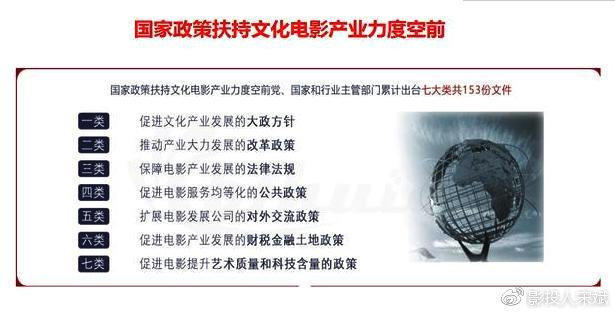 国家政策扶持文化电影产业力度空前
国家政策扶持文化电影产业力度空前党、国家和行业主管部门累计出台七大类共153份文件
一类 促进文化产业发展的大政方针
二类 推动产业大力发展的改革政策
三类 保障电影产业发展的法律法规
四类 促进电影服务均等化的公共政策
五类 扩展电影发展公司的对外交流政策
六类 促进电影产业发展的财税金融土地政策
七类 促进电影提升艺术质量和科技含量的政策